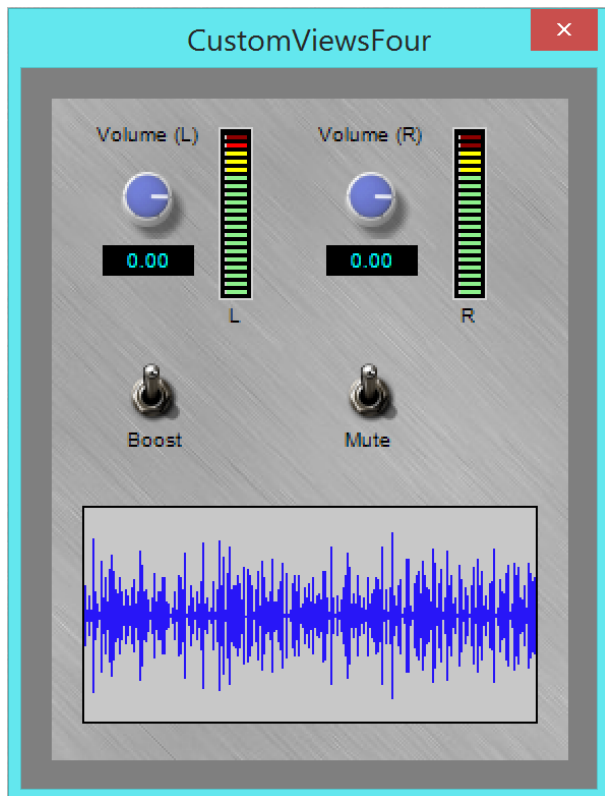 CustomViewsFour
Volume (L)
Volume (R)
0.00
0.00
L
R
Boost
Mute